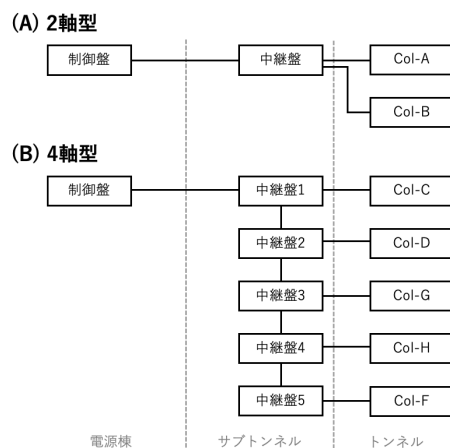 (A) 2軸型
制御盤 中継盤 Col-A
Col-B
(B) 4軸型
制御盤 中継盤1 Col-C
中継盤2 Col-D
中継盤3 Col-G
中継盤4 Col-H
中継盤5 Col-F
電源棟 サブトンネル トンネル